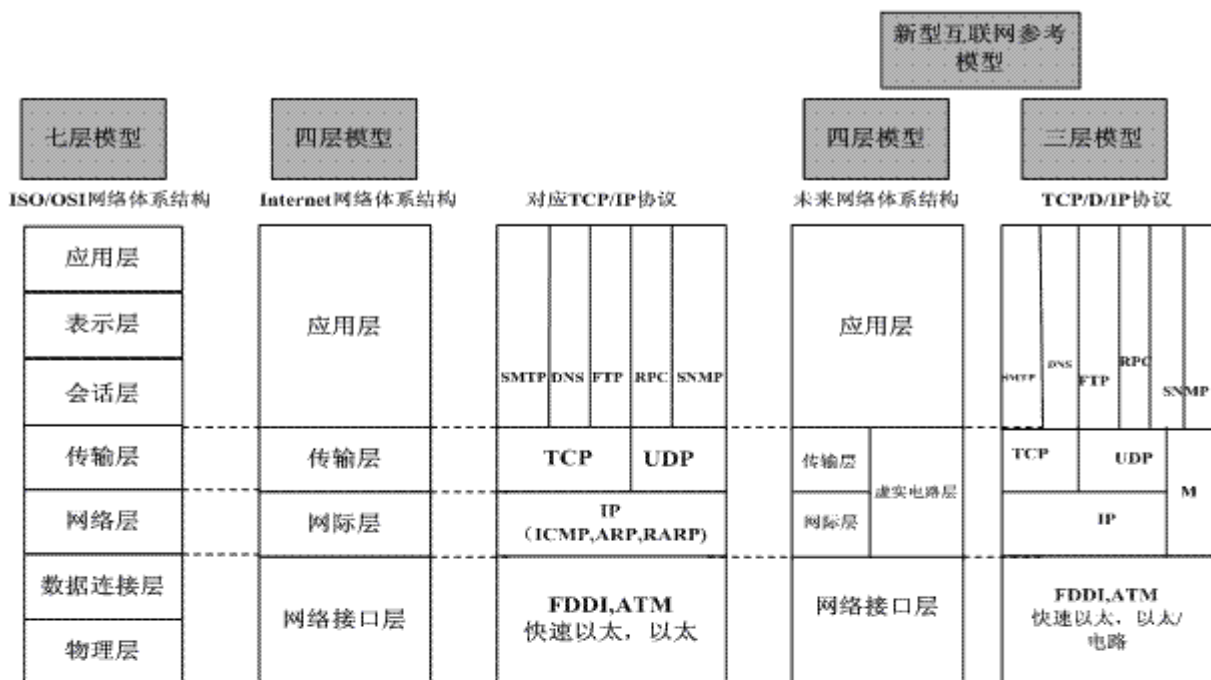 新型互联网参考
模型
七层模型
四层模型
四层模型
三层模型
ISO/OSI网络体系结构
Internet网络体系结构
对应TCP/IP协议
未来网络体系结构
TCP/D/IP协议
应用层
表示层
会话层
传输层
网络层
数据连接层
物理层
应用层
传输层
网际层
网络接口层
SMTP
DNS
FTP
RPC
SNMP
TCP
UDP
IP
(ICMP,ARP,RARP)
FDDI,ATM
快速以太，以太
应用层
传输层
网际层
虚实电路层
网络接口层
SMTP
DNS
FTP
RPC
SNMP
TCP
UDP
M
IP
FDDI,ATM
快速以太，以太/
电路